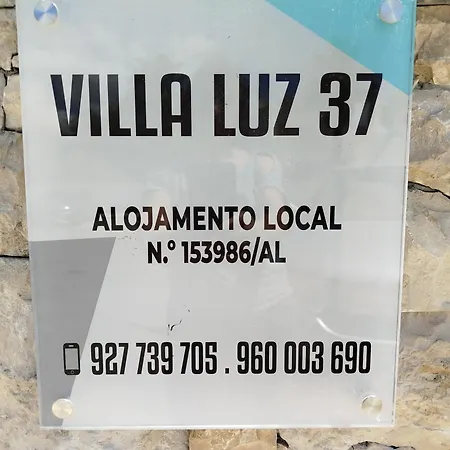 VILLA LUZ 37
ALOJAMENTO LOCAL
N.º 153986/AL
927 739 705 . 960 003 690